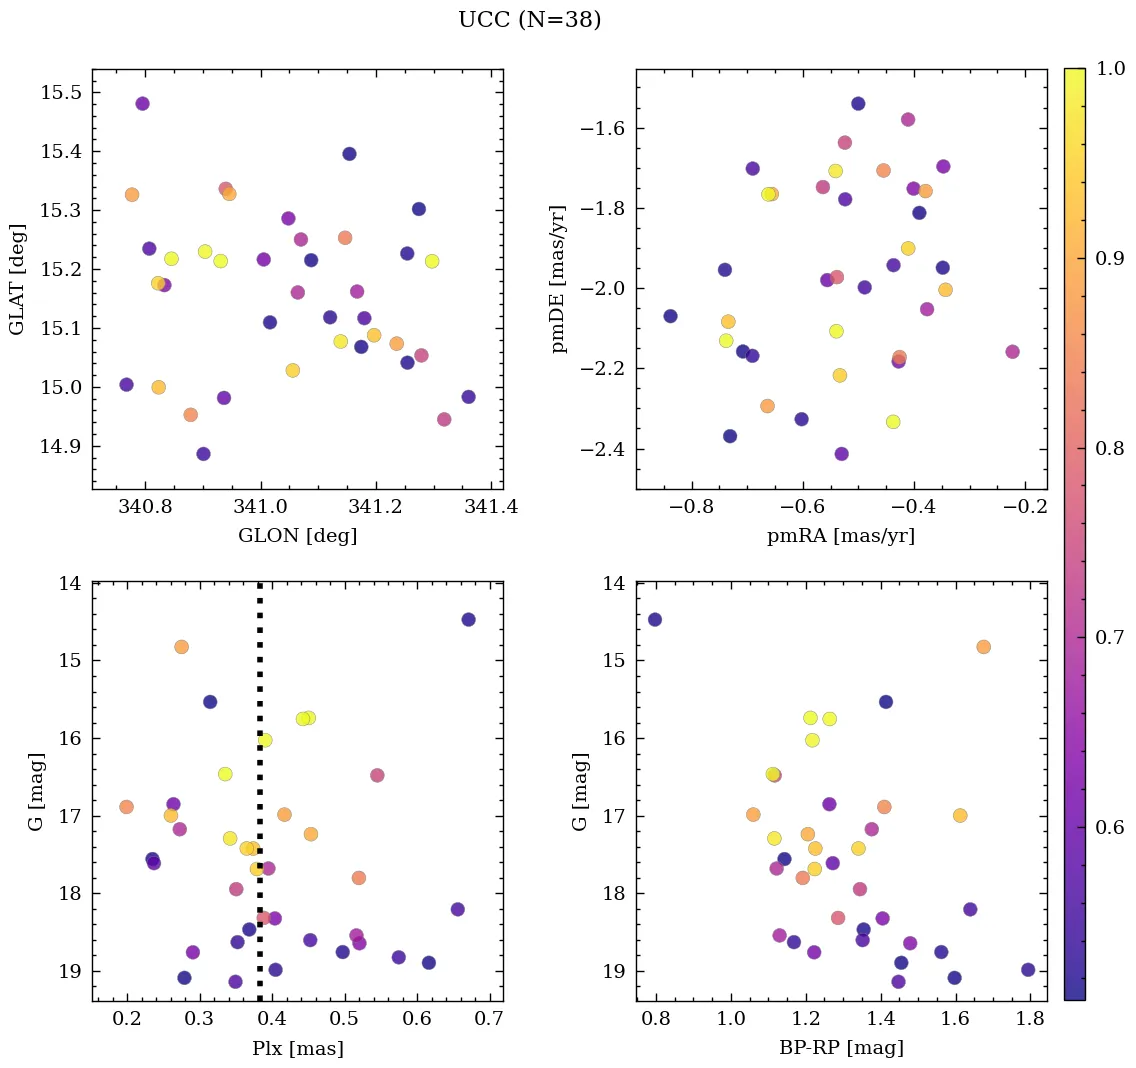 UCC (N=38)
15.5
15.4
15.3
15.2
15.1
15.0
14.9
GLAT [deg]
340.8 341.0 341.2 341.4
GLON [deg]
−1.6
−1.8
−2.0
−2.2
−2.4
pmDE [mas/yr]
−0.8 −0.6 −0.4 −0.2
pmRA [mas/yr]
1.0
0.9
0.8
0.7
0.6
14
15
16
17
18
19
G [mag]
0.2 0.3 0.4 0.5 0.6 0.7
Plx [mas]
14
15
16
17
18
19
G [mag]
0.8 1.0 1.2 1.4 1.6 1.8
BP-RP [mag]